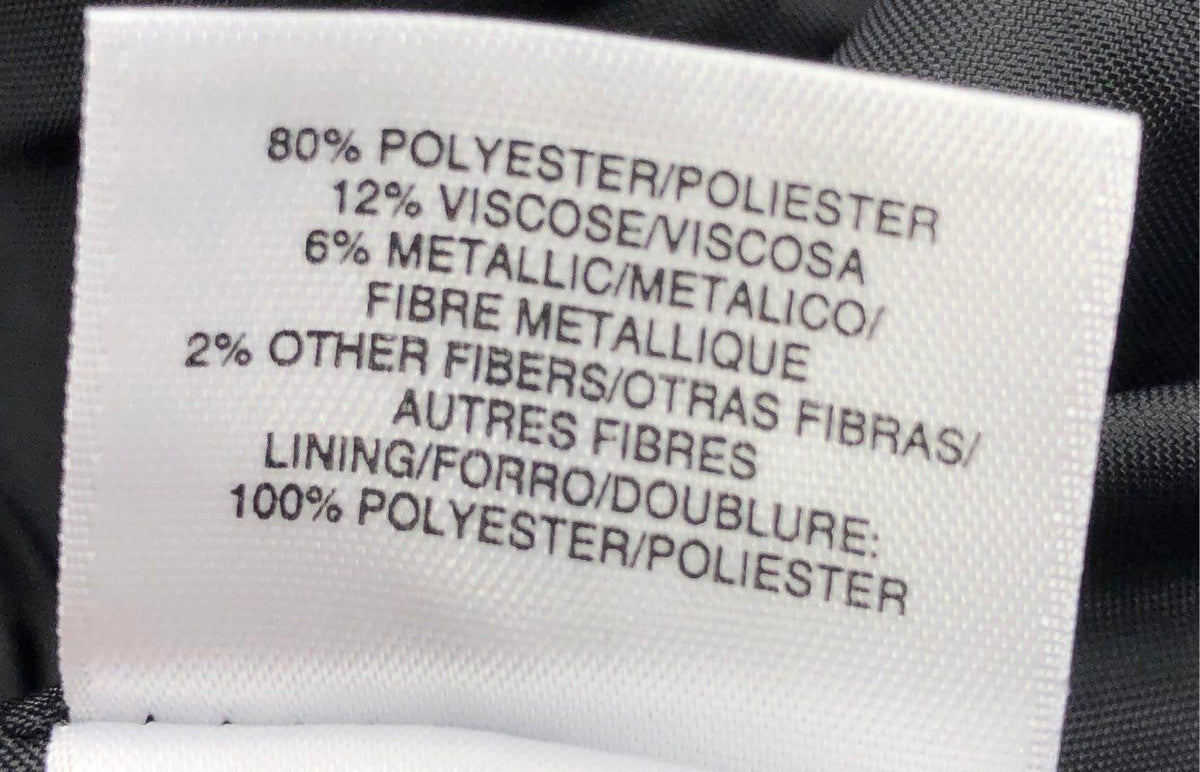 80% POLYESTER/POLIESTER
12% VISCOSE/VISCOSA
6% METALLIC/METALICO/
FIBRE METALLIQUE
2% OTHER FIBERS/OTRAS FIBRAS/
AUTRES FIBRES
LINING/FORRO/DOUBLURE:
100% POLYESTER/POLIESTER